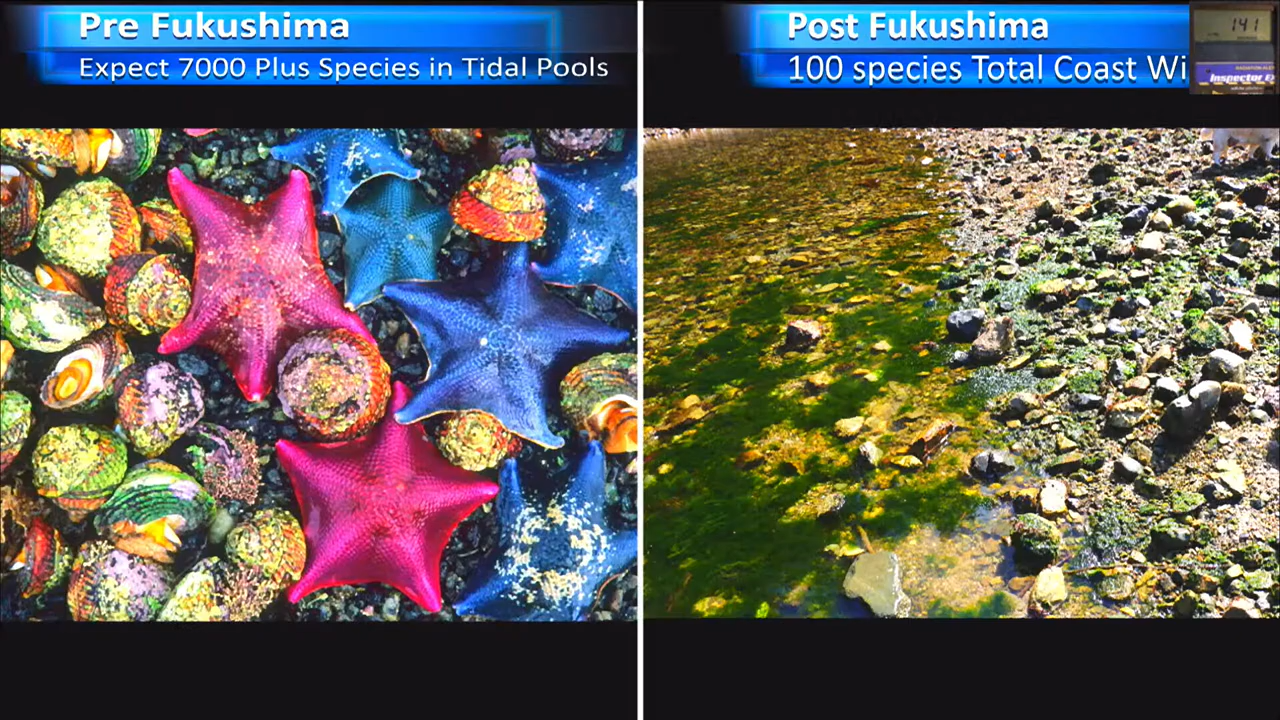 Pre Fukushima
Expect 7000 Plus Species in Tidal Pools
Post Fukushima
100 species Total Coast Wi
141
Inspector